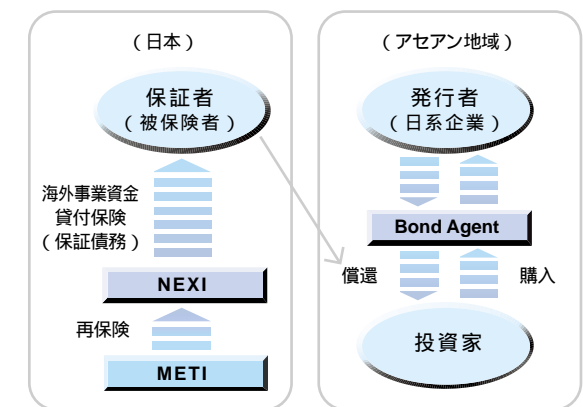 （日本）
保証者
（被保険者）
海外事業資金
貸付保険
（保証債務）
NEXI
再保険
METI
（アセアン地域）
発行者
（日系企業）
Bond Agent
償還
購入
投資家